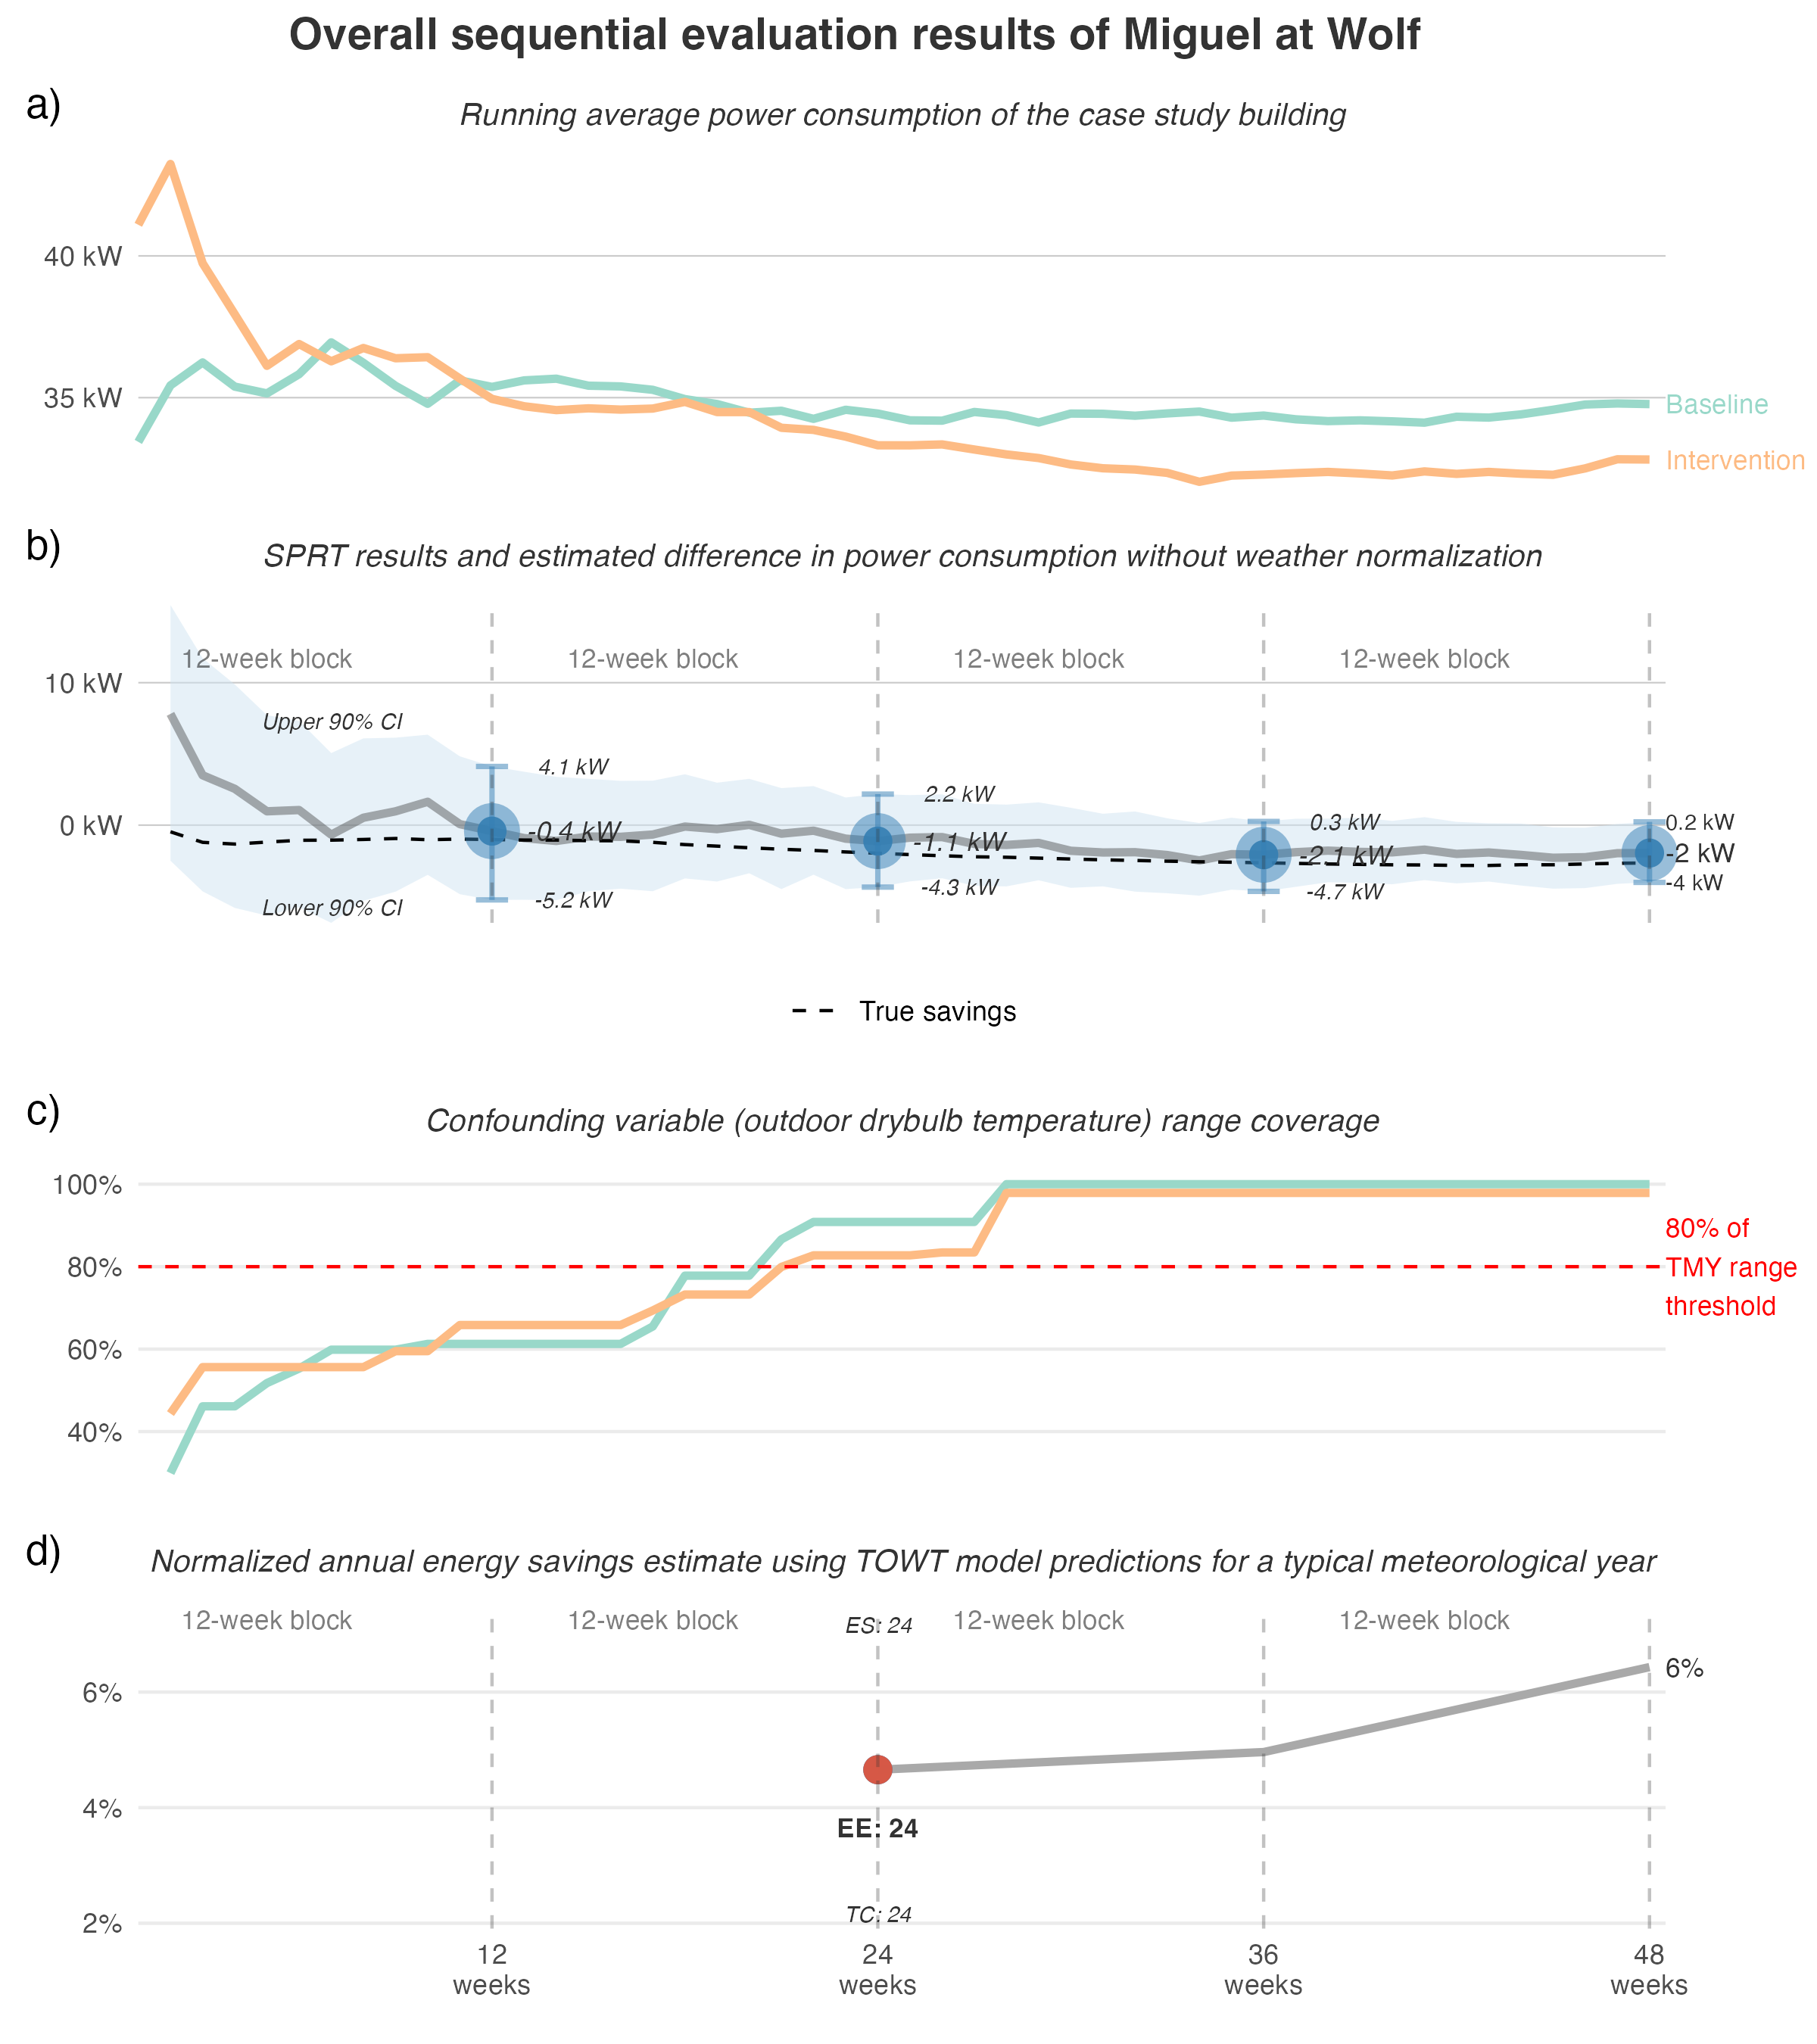 Overall sequential evaluation results of Miguel at Wolf
a)
Running average power consumption of the case study building
40 kW
35 kW
Baseline
Intervention
b)
SPRT results and estimated difference in power consumption without weather normalization
12-week block
12-week block
12-week block
12-week block
10 kW
Upper 90% CI
4.1 kW
2.2 kW
0.3 kW
0.2 kW
0 kW
-0.4 kW
-1.1 kW
-2.1 kW
-2 kW
-4 kW
-5.2 kW
-4.3 kW
-4.7 kW
Lower 90% CI
True savings
c)
Confounding variable (outdoor drybulb temperature) range coverage
100%
80%
60%
40%
80% of
TMY range
threshold
d)
Normalized annual energy savings estimate using TOWT model predictions for a typical meteorological year
12-week block
12-week block
ES: 24
12-week block
12-week block
6%
6%
4%
EE: 24
2%
TC: 24
12
weeks
24
weeks
36
weeks
48
weeks